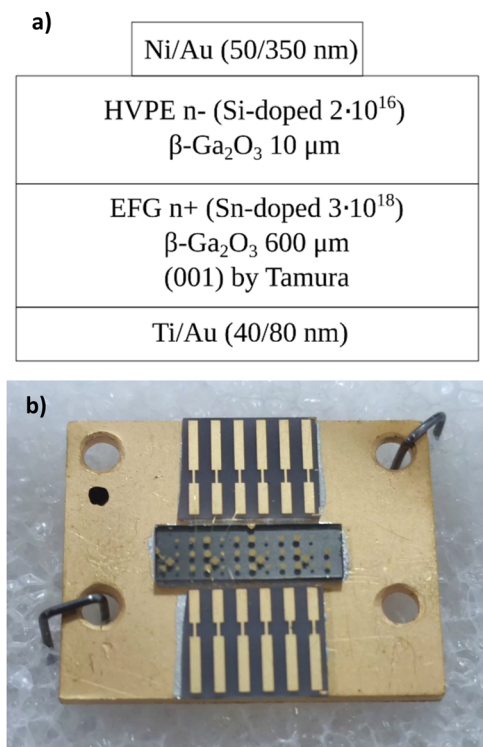 a)
Ni/Au (50/350 nm)
HVPE n- (Si-doped 2·10¹⁶)
β-Ga₂O₃ 10 μm
EFG n+ (Sn-doped 3·10¹⁸)
β-Ga₂O₃ 600 μm
(001) by Tamura
Ti/Au (40/80 nm)
b)